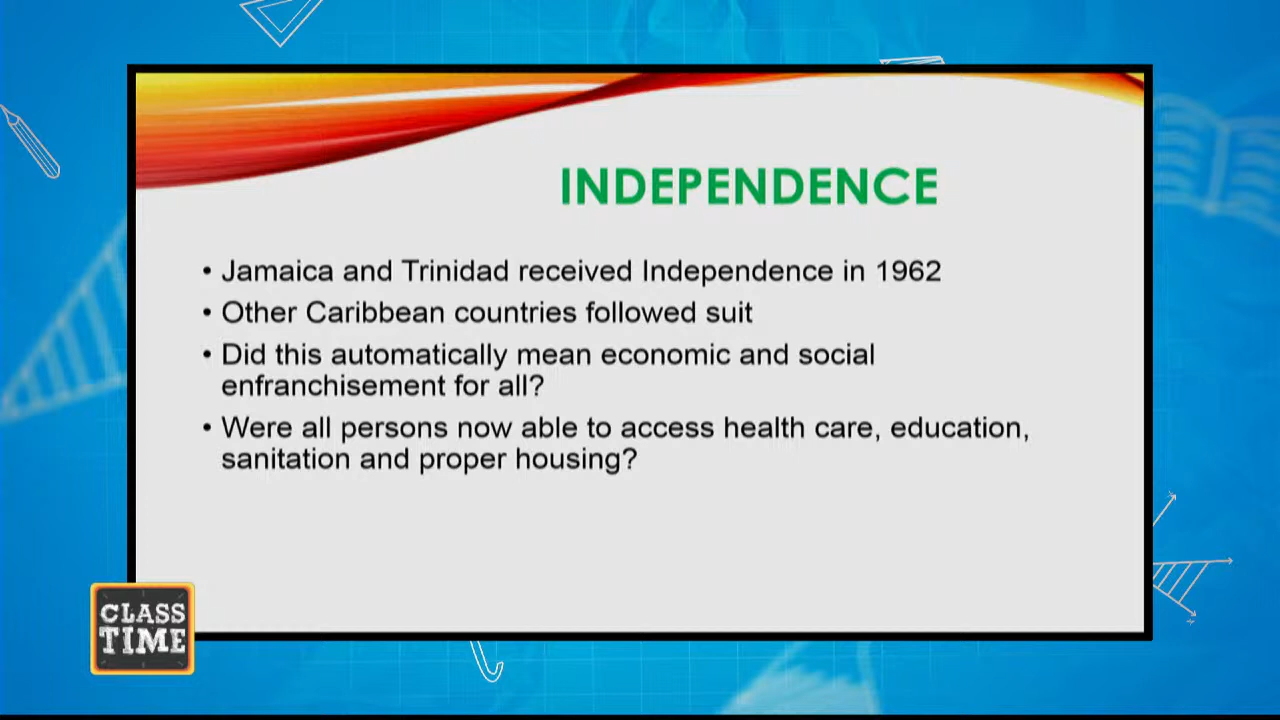 INDEPENDENCE
• Jamaica and Trinidad received Independence in 1962
• Other Caribbean countries followed suit
• Did this automatically mean economic and social
enfranchisement for all?
• Were all persons now able to access health care, education,
sanitation and proper housing?
CLASS
TIME